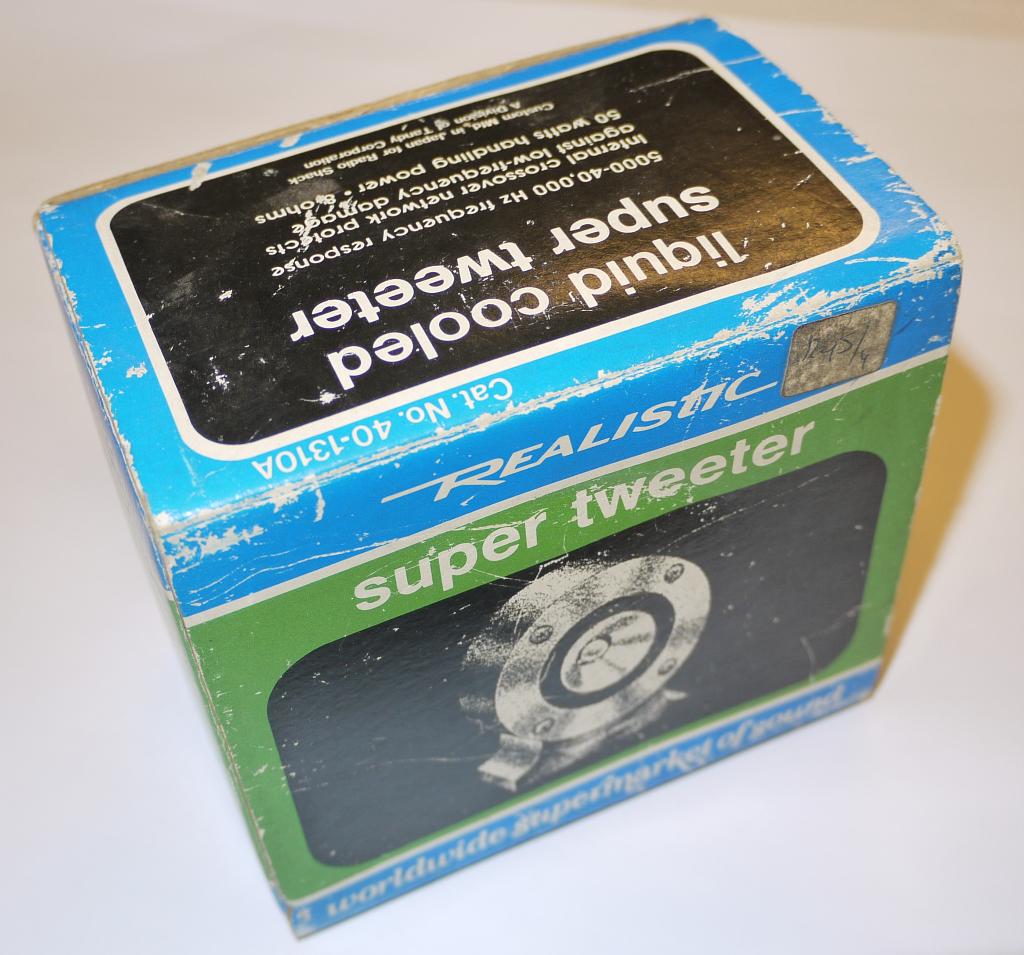 liquid cooled
super tweeter
5000-40,000 Hz frequency response
Internal crossover network protects
against low-frequency damage
50 watts handling power • 8 ohms
Custom Mfd. in Japan for Radio Shack
A Division of Tandy Corporation
Cat. No. 40-1310A
REALISTIC
super tweeter
worldwide supermarket of sound